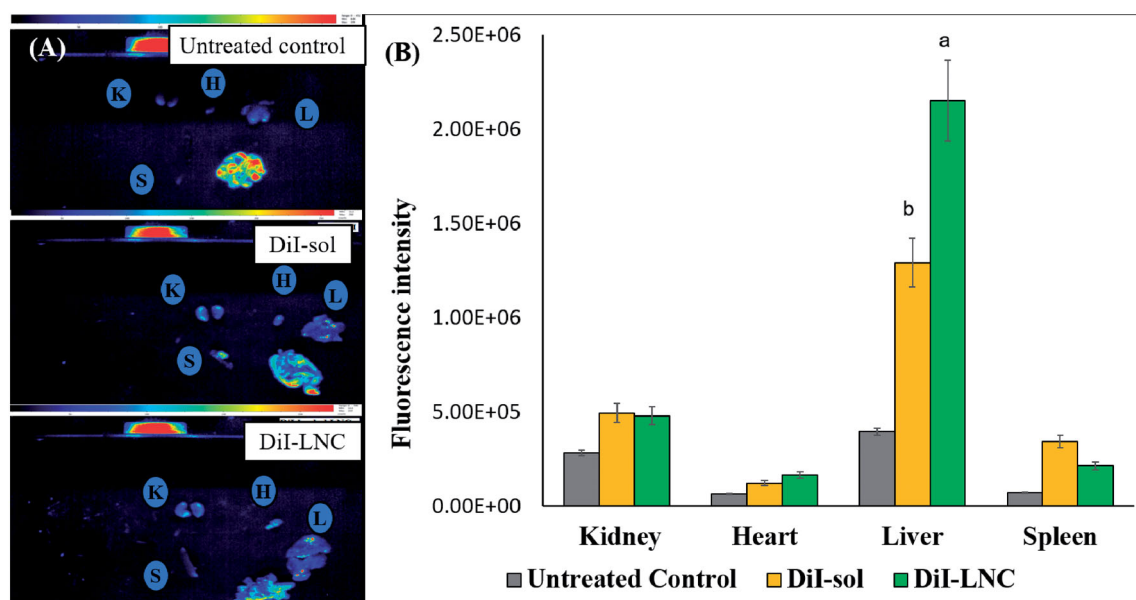 (A)
Untreated control
K
H
L
S
DiI-sol
K
H
L
S
DiI-LNC
K
H
L
S
(B)
Fluorescence intensity
2.50E+06
2.00E+06
1.50E+06
1.00E+06
5.00E+05
0.00E+00
a
b
Kidney Heart Liver Spleen
Untreated Control DiI-sol DiI-LNC